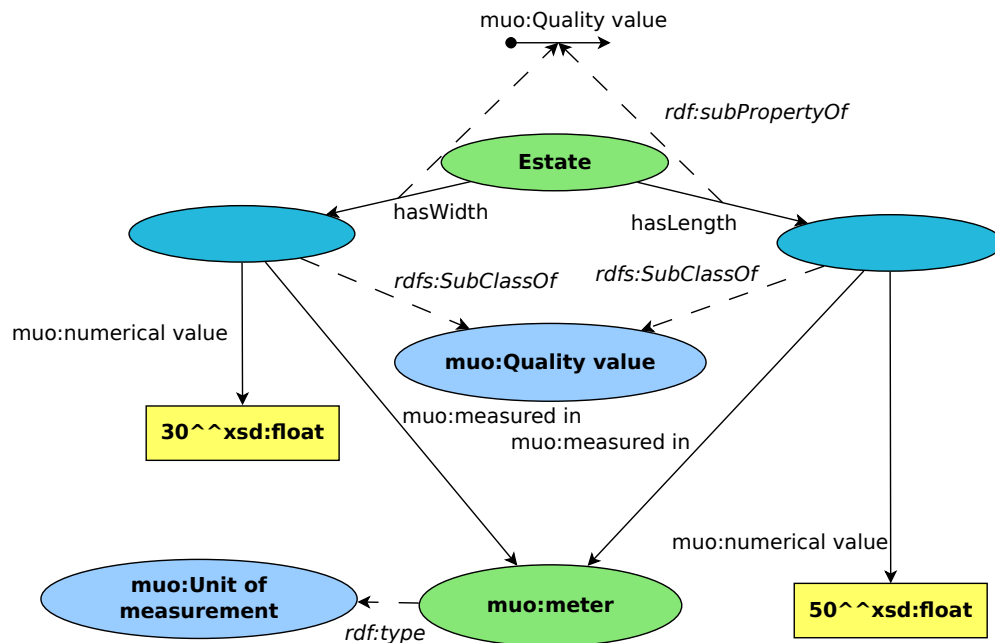 muo:Quality value
rdf:subPropertyOf
Estate
hasWidth
hasLength
rdfs:SubClassOf
rdfs:SubClassOf
muo:numerical value
muo:Quality value
muo:measured in
30^^xsd:float
muo:measured in
muo:numerical value
muo:Unit of
measurement
muo:meter
50^^xsd:float
rdf:type